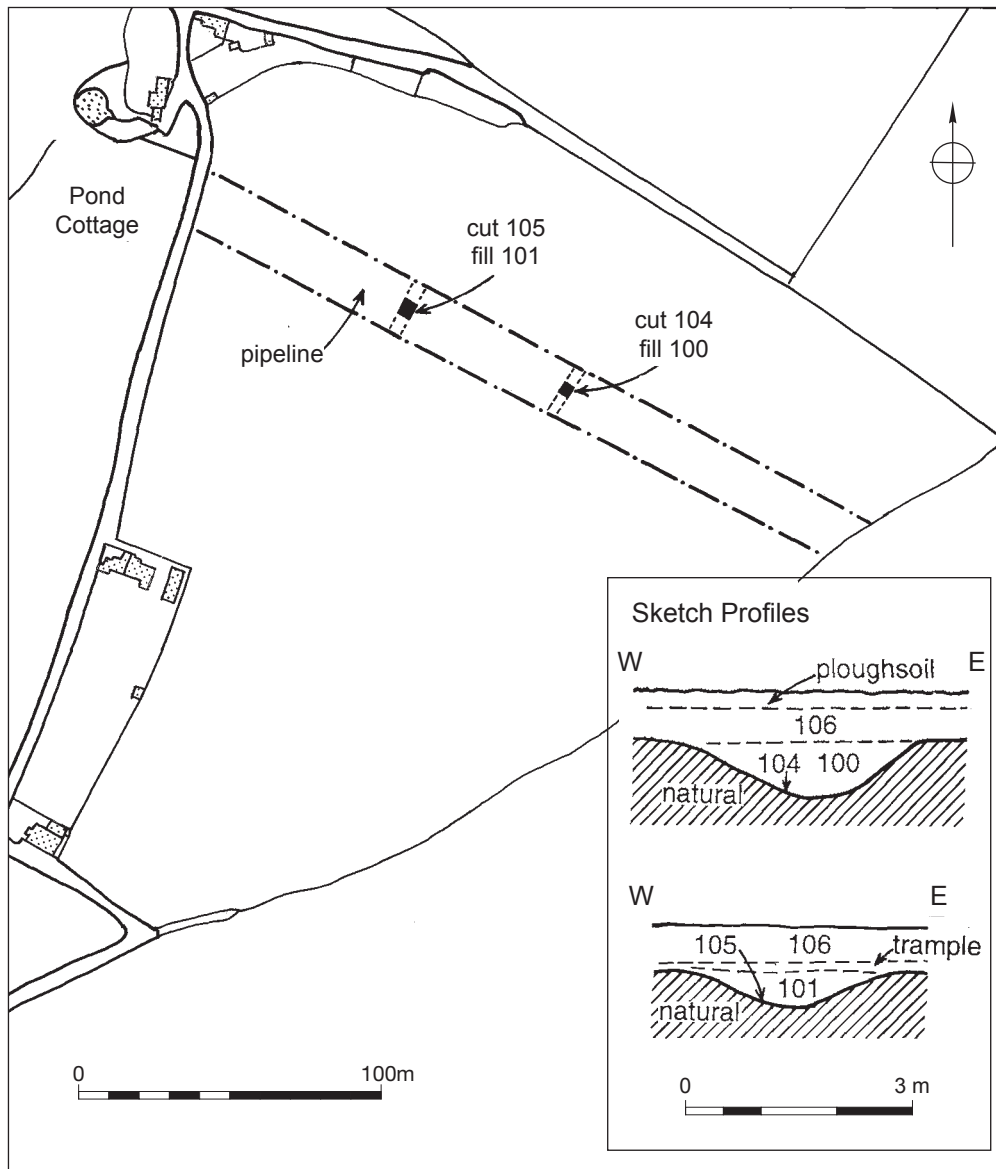 Pond
Cottage
cut 105
fill 101
pipeline
cut 104
fill 100
Sketch Profiles
W
E
ploughsoil
106
104
100
natural
W
E
105
106
trample
101
natural
0
100m
0
3 m